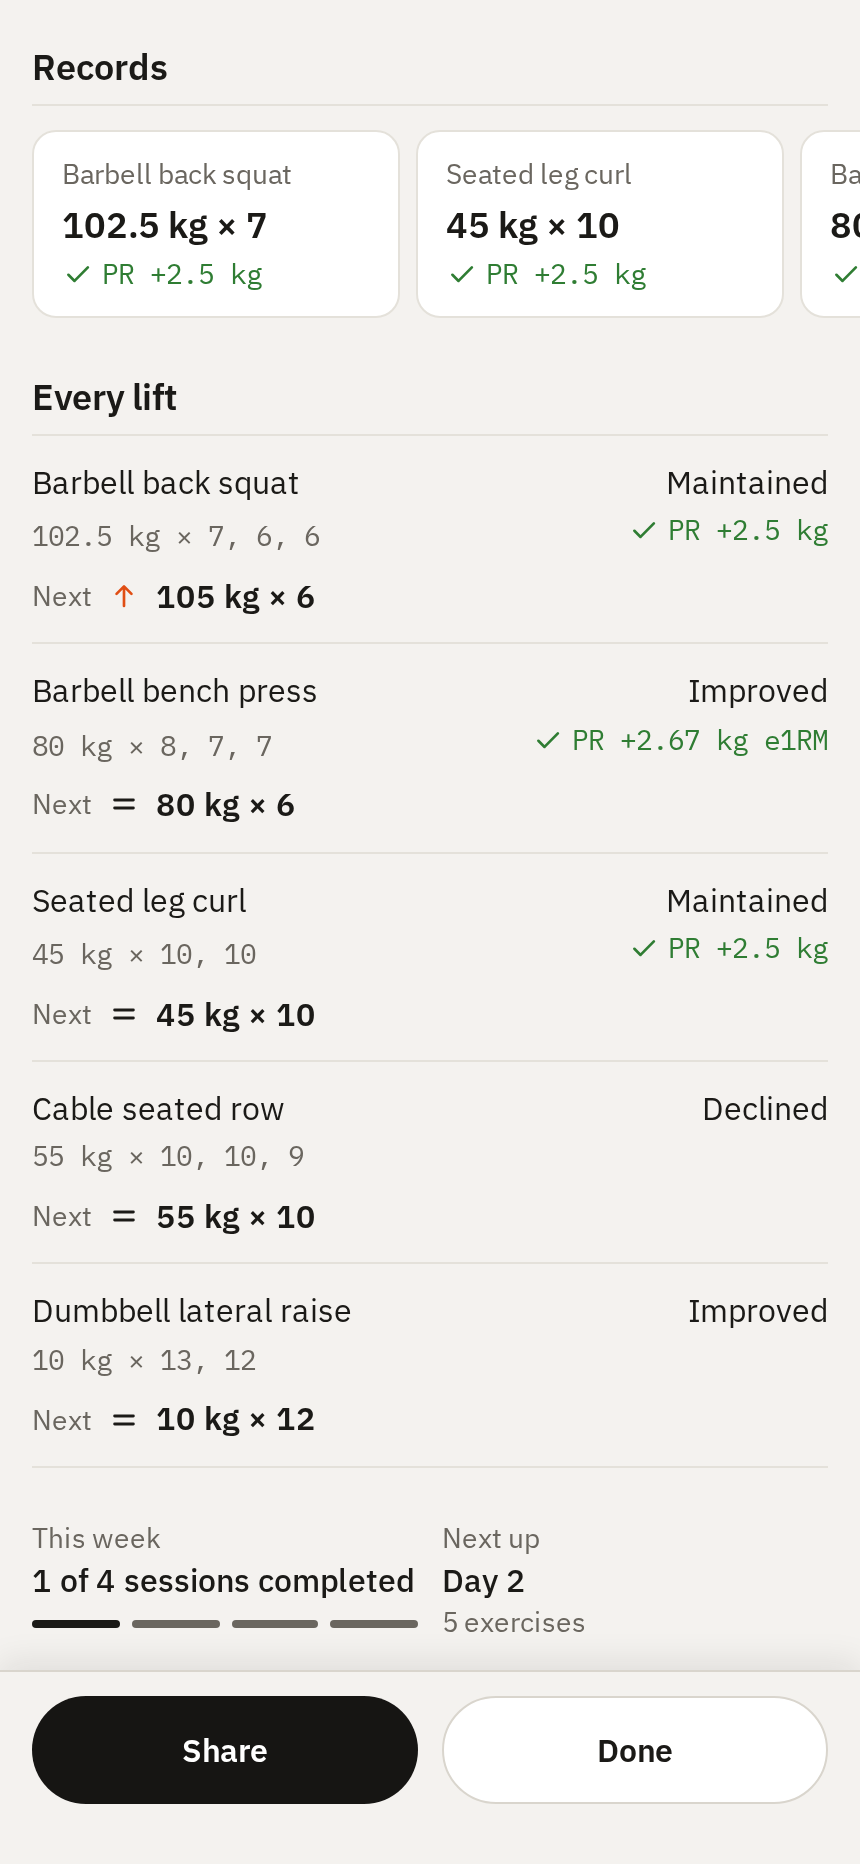 Records
Barbell back squat
102.5 kg × 7
✓ PR +2.5 kg
Seated leg curl
45 kg × 10
✓ PR +2.5 kg
Every lift
Barbell back squat
Maintained
102.5 kg × 7, 6, 6
✓ PR +2.5 kg
Next ↑ 105 kg × 6
Barbell bench press
Improved
80 kg × 8, 7, 7
✓ PR +2.67 kg e1RM
Next = 80 kg × 6
Seated leg curl
Maintained
45 kg × 10, 10
✓ PR +2.5 kg
Next = 45 kg × 10
Cable seated row
Declined
55 kg × 10, 10, 9
Next = 55 kg × 10
Dumbbell lateral raise
Improved
10 kg × 13, 12
Next = 10 kg × 12
This week
1 of 4 sessions completed
Next up
Day 2
5 exercises
Share
Done